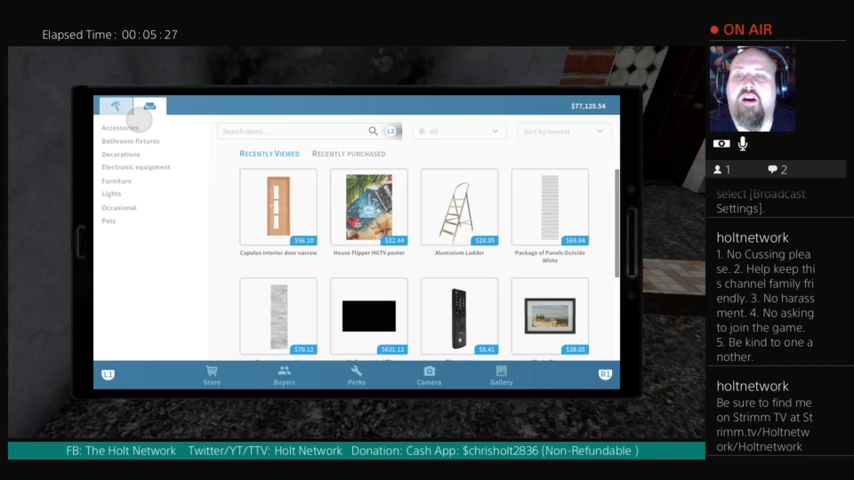 Elapsed Time: 00:05:27
ON AIR
$77,125.54
Accessories
Bathroom fixtures
Decorations
Electronic equipment
Furniture
Lights
Occasional
Pets
Search items...
L3
All
Sort by newest
RECENTLY VIEWED
RECENTLY PURCHASED
$56.10
$22.44
$28.05
$69.84
Capulus interior door narrow
House Flipper HGTV poster
Aluminium Ladder
Package of Panels Outside
White
$70.12
$631.12
$8.41
$28.05
L1
Store
Buyers
Perks
Camera
Gallery
R1
1
2
select [Broadcast
Settings].
holtnetwork
1. No Cussing plea
se. 2. Help keep thi
s channel family fri
endly. 3. No harass
ment. 4. No asking
to join the game.
5. Be kind to one a
nother.
holtnetwork
Be sure to find me
on Strimm TV at St
rimm.tv/Holtnetw
ork/Holtnetwork
FB: The Holt Network Twitter/YT/TTV: Holt Network Donation: Cash App: $chrisholt2836 (Non-Refundable )